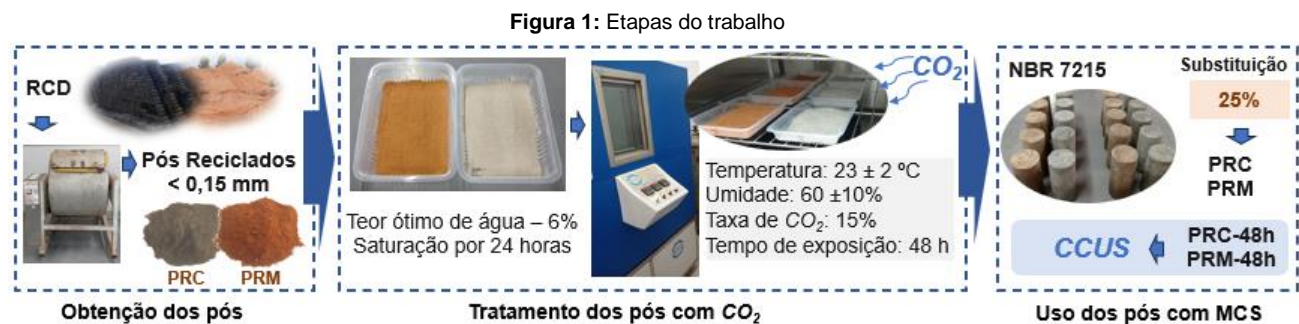 Figura 1: Etapas do trabalho
RCD
Pós Reciclados
< 0,15 mm
PRC PRM
Obtenção dos pós
Teor ótimo de água – 6%
Saturação por 24 horas
CO2
Temperatura: 23 ± 2 ºC
Umidade: 60 ±10%
Taxa de CO2: 15%
Tempo de exposição: 48 h
Tratamento dos pós com CO2
NBR 7215
Substituição
25%
PRC
PRM
CCUS
PRC-48h
PRM-48h
Uso dos pós com MCS